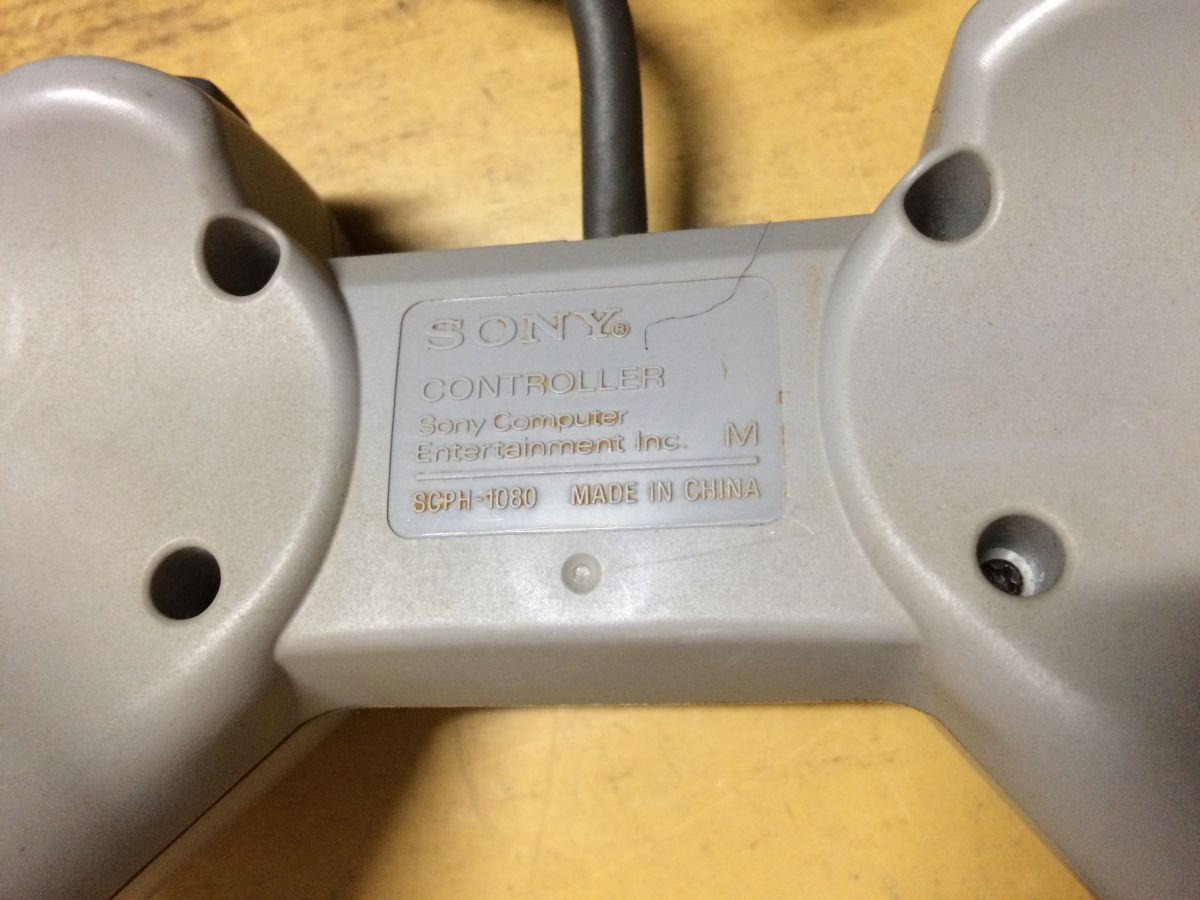 SONY®
CONTROLLER
Sony Computer
Entertainment Inc. M
SCPH-1080 MADE IN CHINA